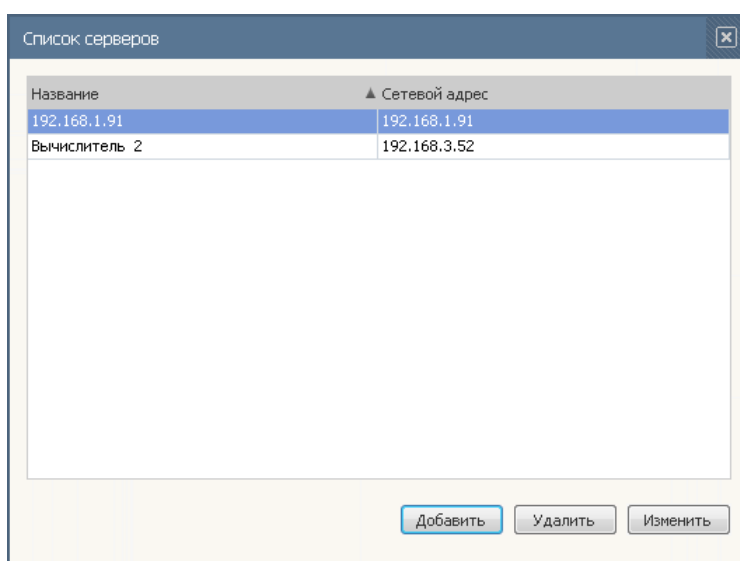 Список серверов
Название Сетевой адрес
192.168.1.91 192.168.1.91
Вычислитель 2 192.168.3.52
Добавить Удалить Изменить